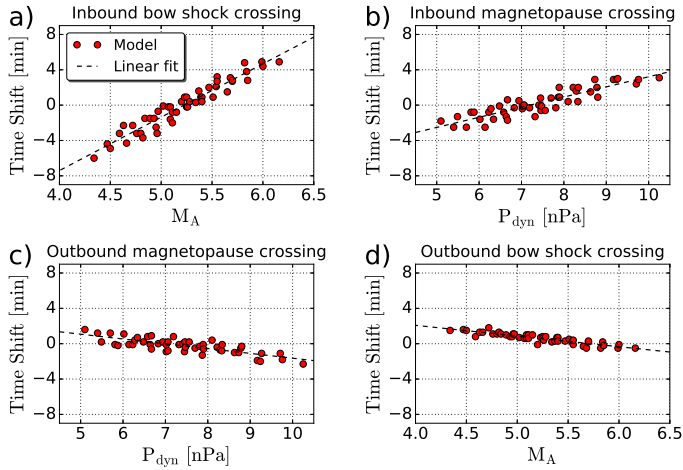 a) Inbound bow shock crossing
8
4
0
−4
−8
Time Shift [min]
Model
Linear fit
4.0 4.5 5.0 5.5 6.0 6.5
M_A
b) Inbound magnetopause crossing
8
4
0
−4
−8
Time Shift [min]
5 6 7 8 9 10
P_dyn [nPa]
c) Outbound magnetopause crossing
8
4
0
−4
−8
Time Shift [min]
5 6 7 8 9 10
P_dyn [nPa]
d) Outbound bow shock crossing
8
4
0
−4
−8
Time Shift [min]
4.0 4.5 5.0 5.5 6.0 6.5
M_A